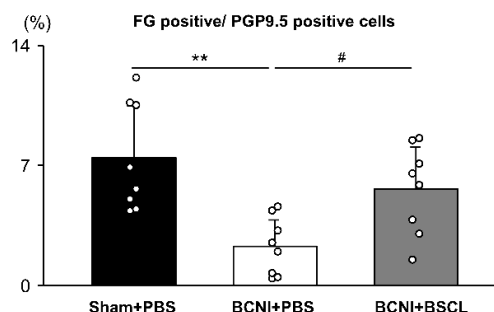 FG positive/ PGP9.5 positive cells
(%)
14
** #
7
0
Sham+PBS BCNI+PBS BCNI+BSCL